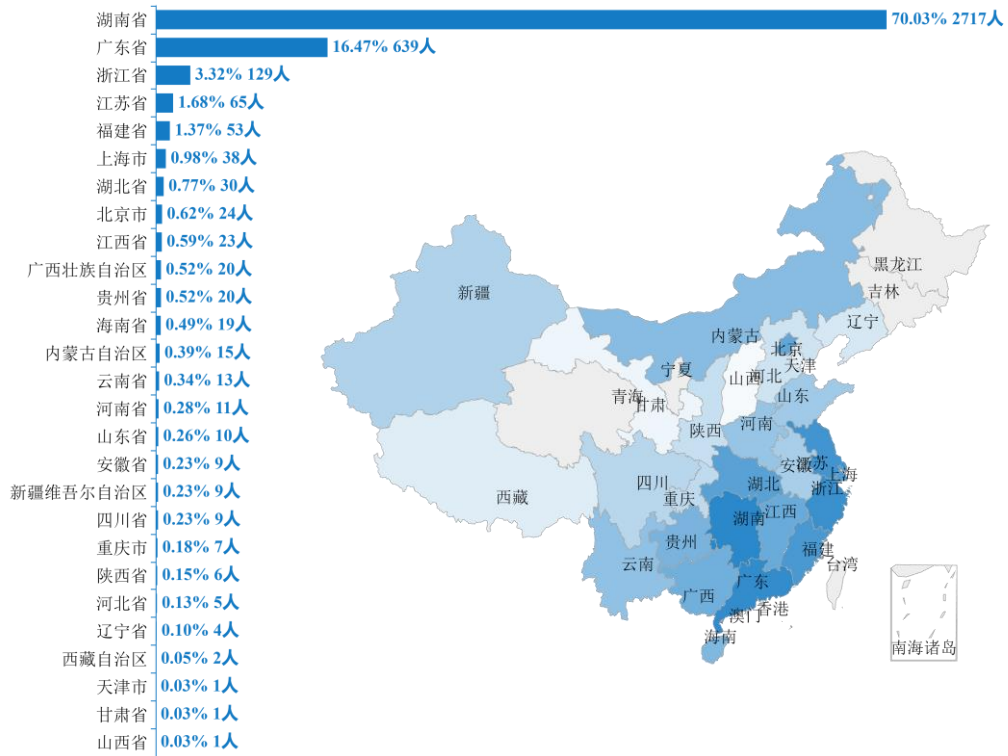 湖南省 70.03% 2717人
广东省 16.47% 639人
浙江省 3.32% 129人
江苏省 1.68% 65人
福建省 1.37% 53人
上海市 0.98% 38人
湖北省 0.77% 30人
北京市 0.62% 24人
江西省 0.59% 23人
广西壮族自治区 0.52% 20人
贵州省 0.52% 20人
海南省 0.49% 19人
内蒙古自治区 0.39% 15人
云南省 0.34% 13人
河南省 0.28% 11人
山东省 0.26% 10人
安徽省 0.23% 9人
新疆维吾尔自治区 0.23% 9人
四川省 0.23% 9人
重庆市 0.18% 7人
陕西省 0.15% 6人
河北省 0.13% 5人
辽宁省 0.10% 4人
西藏自治区 0.05% 2人
天津市 0.03% 1人
甘肃省 0.03% 1人
山西省 0.03% 1人
黑龙江
吉林
新疆
辽宁
内蒙古
北京
天津
宁夏
山西
河北
青海
甘肃
山东
河南
陕西
安徽
江苏
上海
四川
湖北
浙江
西藏
重庆
湖南
江西
贵州
福建
云南
台湾
广东
广西
香港
澳门
海南
南海诸岛